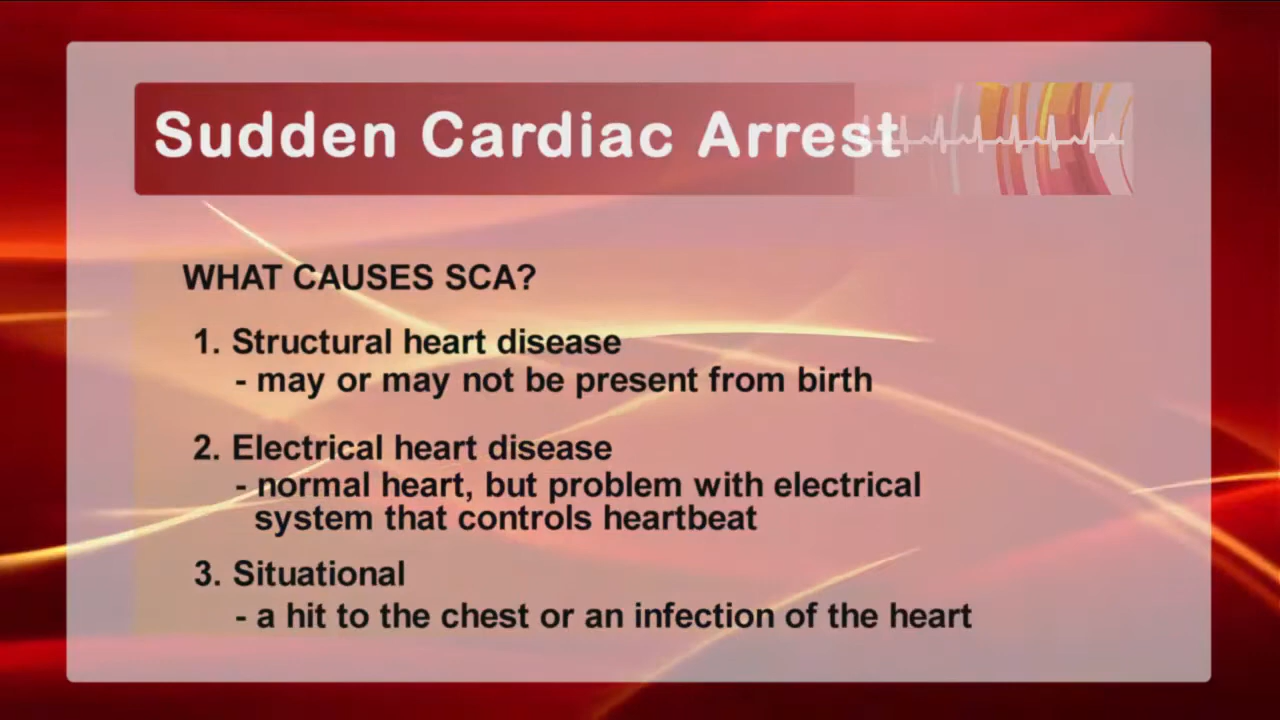 Sudden Cardiac Arrest
WHAT CAUSES SCA?
1. Structural heart disease
- may or may not be present from birth
2. Electrical heart disease
- normal heart, but problem with electrical
system that controls heartbeat
3. Situational
- a hit to the chest or an infection of the heart